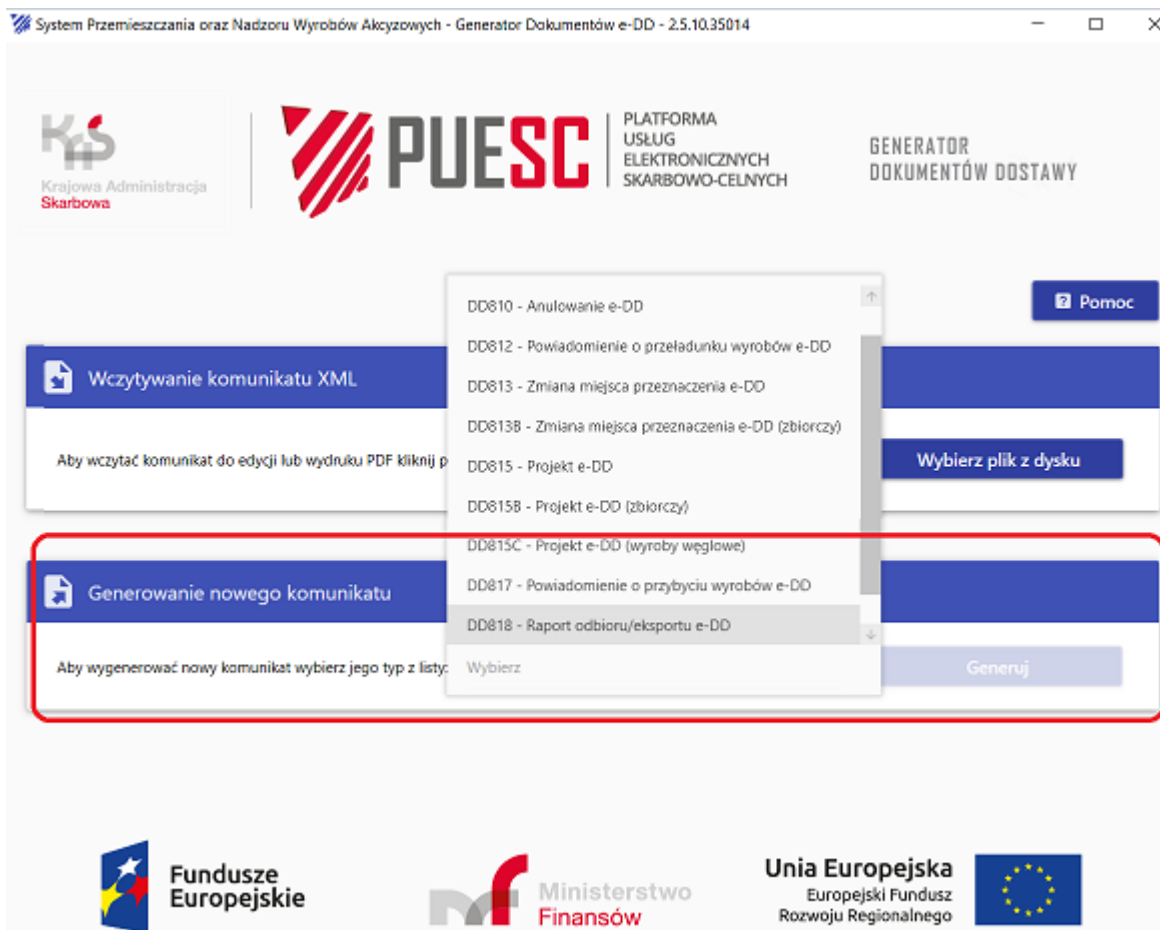 System Przemieszczania oraz Nadzoru Wyrobów Akcyzowych - Generator Dokumentów e-DD - 2.5.10.35014
KAS
Krajowa Administracja
Skarbowa
PUESC
PLATFORMA
USŁUG
ELEKTRONICZNYCH
SKARBOWO-CELNYCH
GENERATOR
DOKUMENTÓW DOSTAWY
Pomoc
Wczytywanie komunikatu XML
Aby wczytać komunikat do edycji lub wydruku PDF kliknij p
Wybierz plik z dysku
DD810 - Anulowanie e-DD
DD812 - Powiadomienie o przeładunku wyrobów e-DD
DD813 - Zmiana miejsca przeznaczenia e-DD
DD813B - Zmiana miejsca przeznaczenia e-DD (zbiorczy)
DD815 - Projekt e-DD
DD815B - Projekt e-DD (zbiorczy)
DD815C - Projekt e-DD (wyroby węglowe)
DD817 - Powiadomienie o przybyciu wyrobów e-DD
DD818 - Raport odbioru/eksportu e-DD
Wybierz
Generowanie nowego komunikatu
Aby wygenerować nowy komunikat wybierz jego typ z listy:
Generuj
Fundusze
Europejskie
Ministerstwo
Finansów
Unia Europejska
Europejski Fundusz
Rozwoju Regionalnego